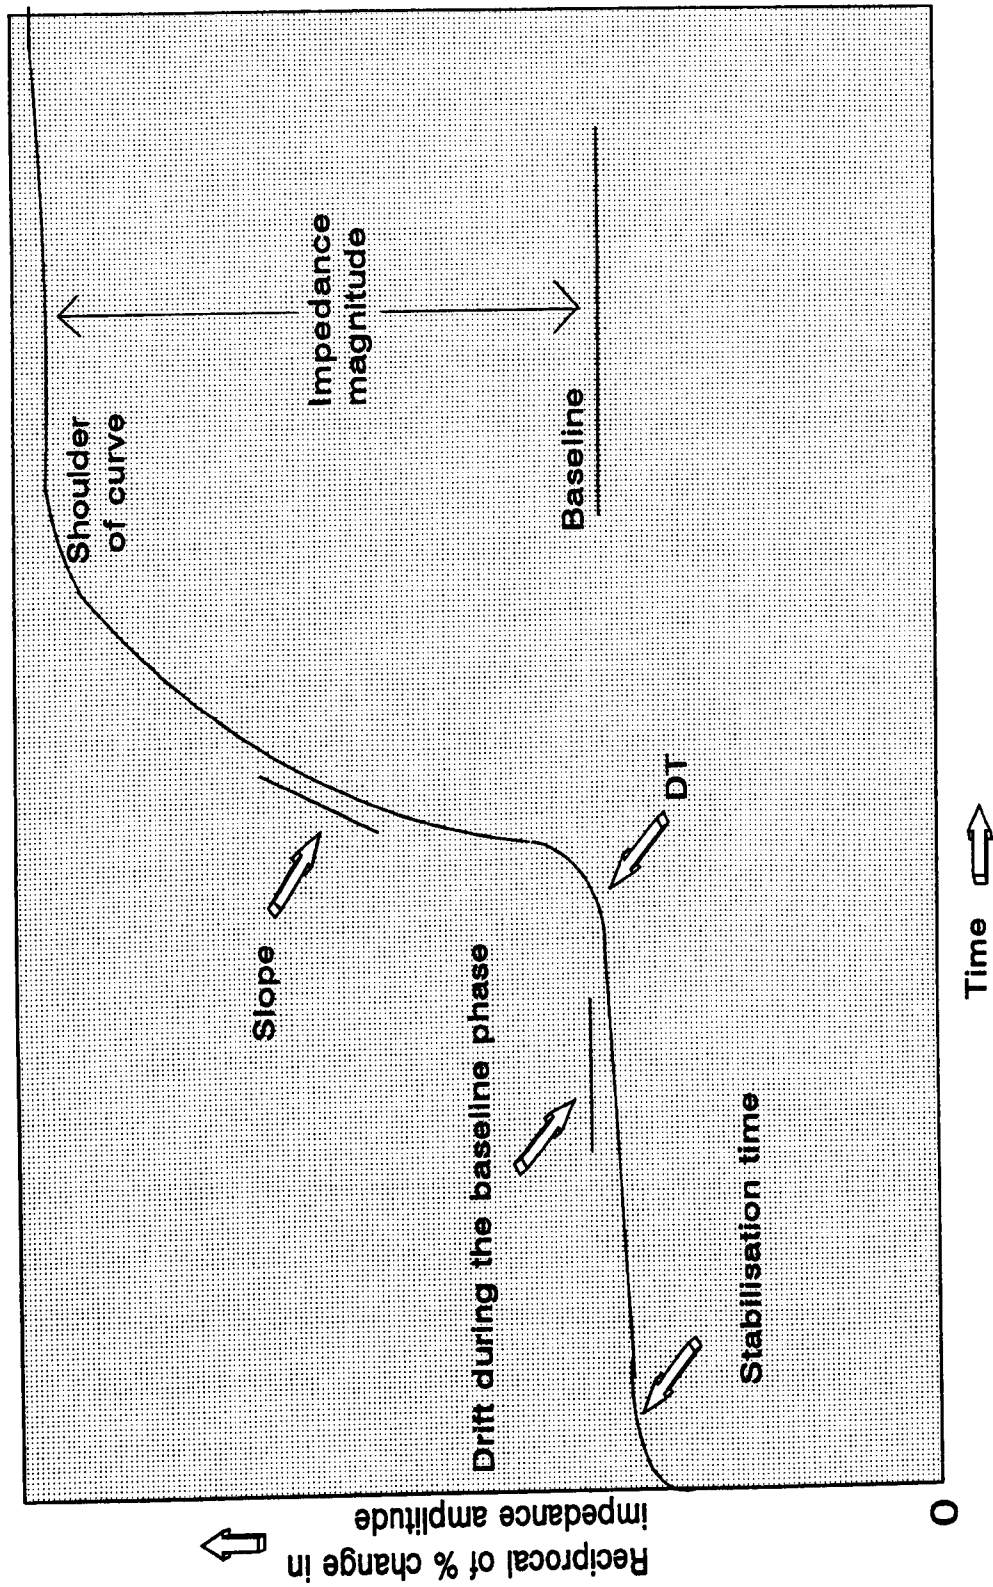 Reciprocal of % change in
impedance amplitude
Shoulder
of curve
Impedance
magnitude
Slope
Drift during the baseline phase
Baseline
DT
Stabilisation time
0
Time